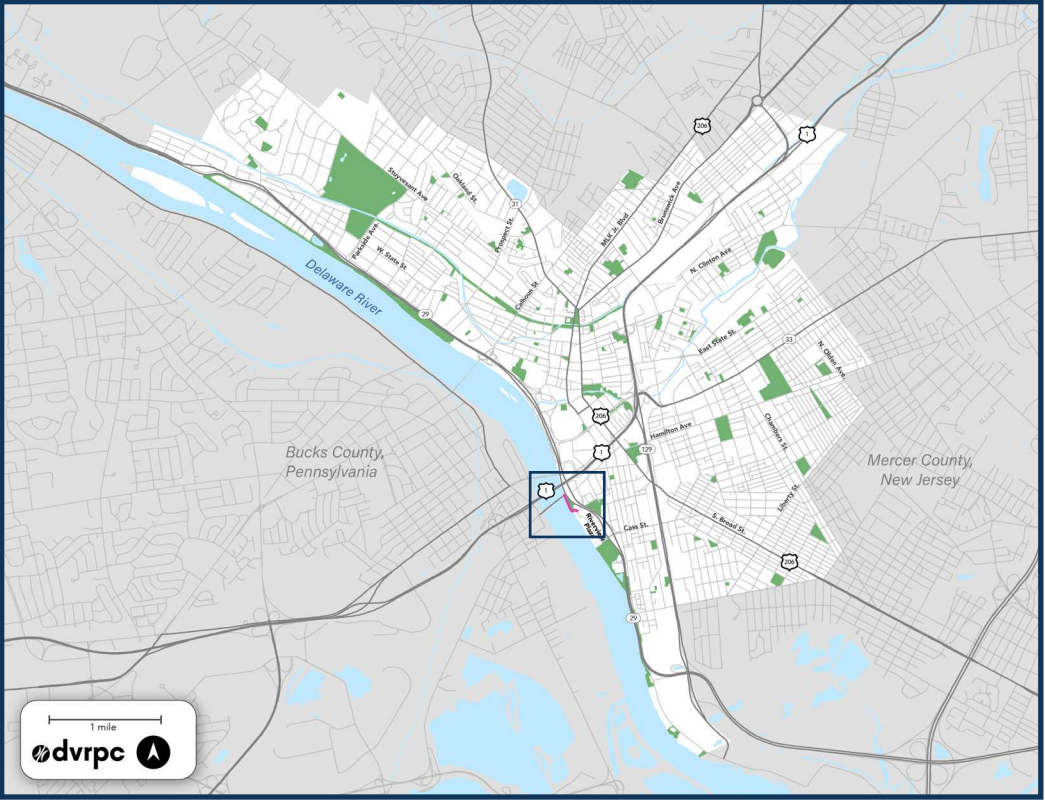 206
1
Stuyvesant Ave
Oakland St.
31
Prospect St.
MLK Jr. Blvd
Brunswick Ave
Parkside Ave.
W. State St
Calhoun St
N. Clinton Ave
Delaware River
29
East State St.
33
N. Olden Ave.
206
Hamilton Ave
129
Chambers St.
1
Bucks County,
Pennsylvania
Mercer County,
New Jersey
1
Liberty St.
Riverview
Plaza
Cass St.
S. Broad St.
206
29
1 mile
dvrpc